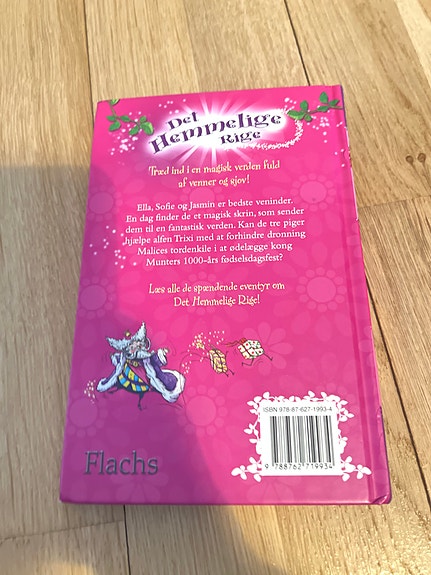 Det
Hemmelige
Rige
Træd ind i en magisk verden fuld
af venner og sjov!
Ella, Sofie og Jasmin er bedste veninder.
En dag finder de et magisk skrin, som sender
dem til en fantastisk verden. Kan de tre piger
hjælpe alfen Trixi med at forhindre dronning
Malices tordenkile i at ødelægge kong
Munters 1000-års fødselsdagsfest?
Læs alle de spændende eventyr om
Det Hemmelige Rige!
ISBN 978-87-627-1993-4
9 788762 719934
Flachs